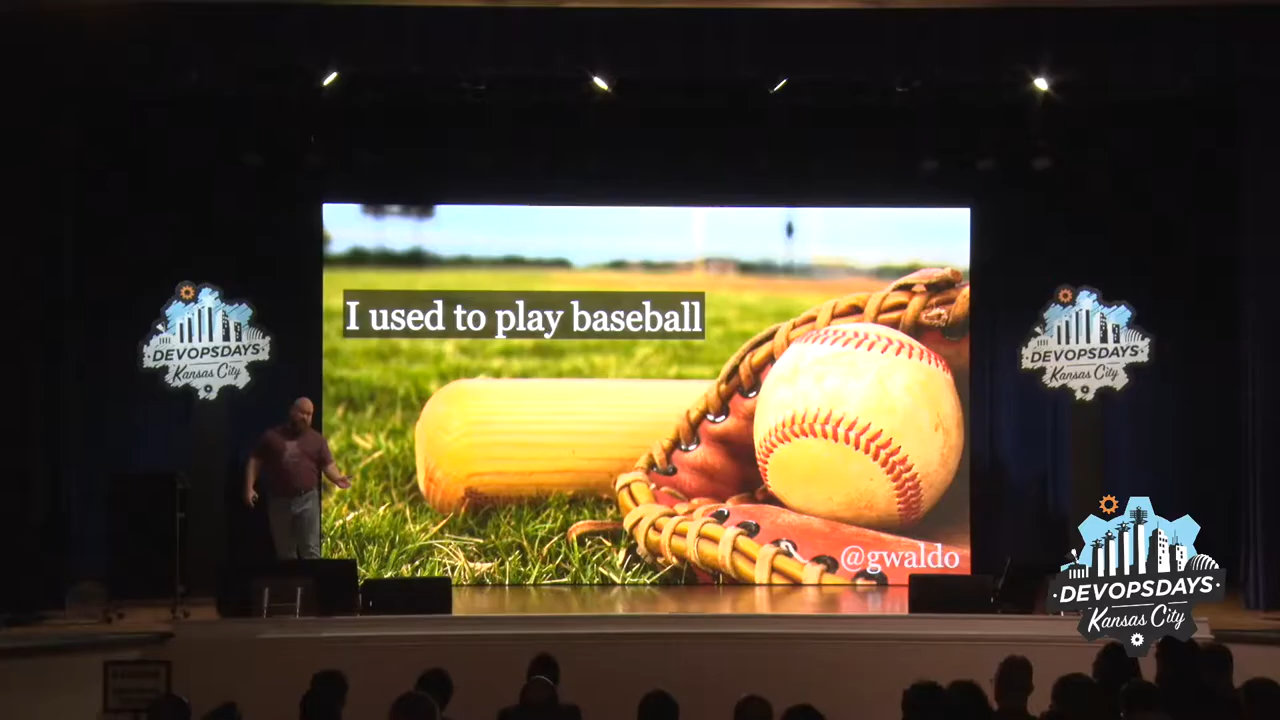 I used to play baseball
DEVOPSDAYS
Kansas City
DEVOPSDAYS
Kansas City
@gwaldo
·DEVOPSDAYS·
Kansas City